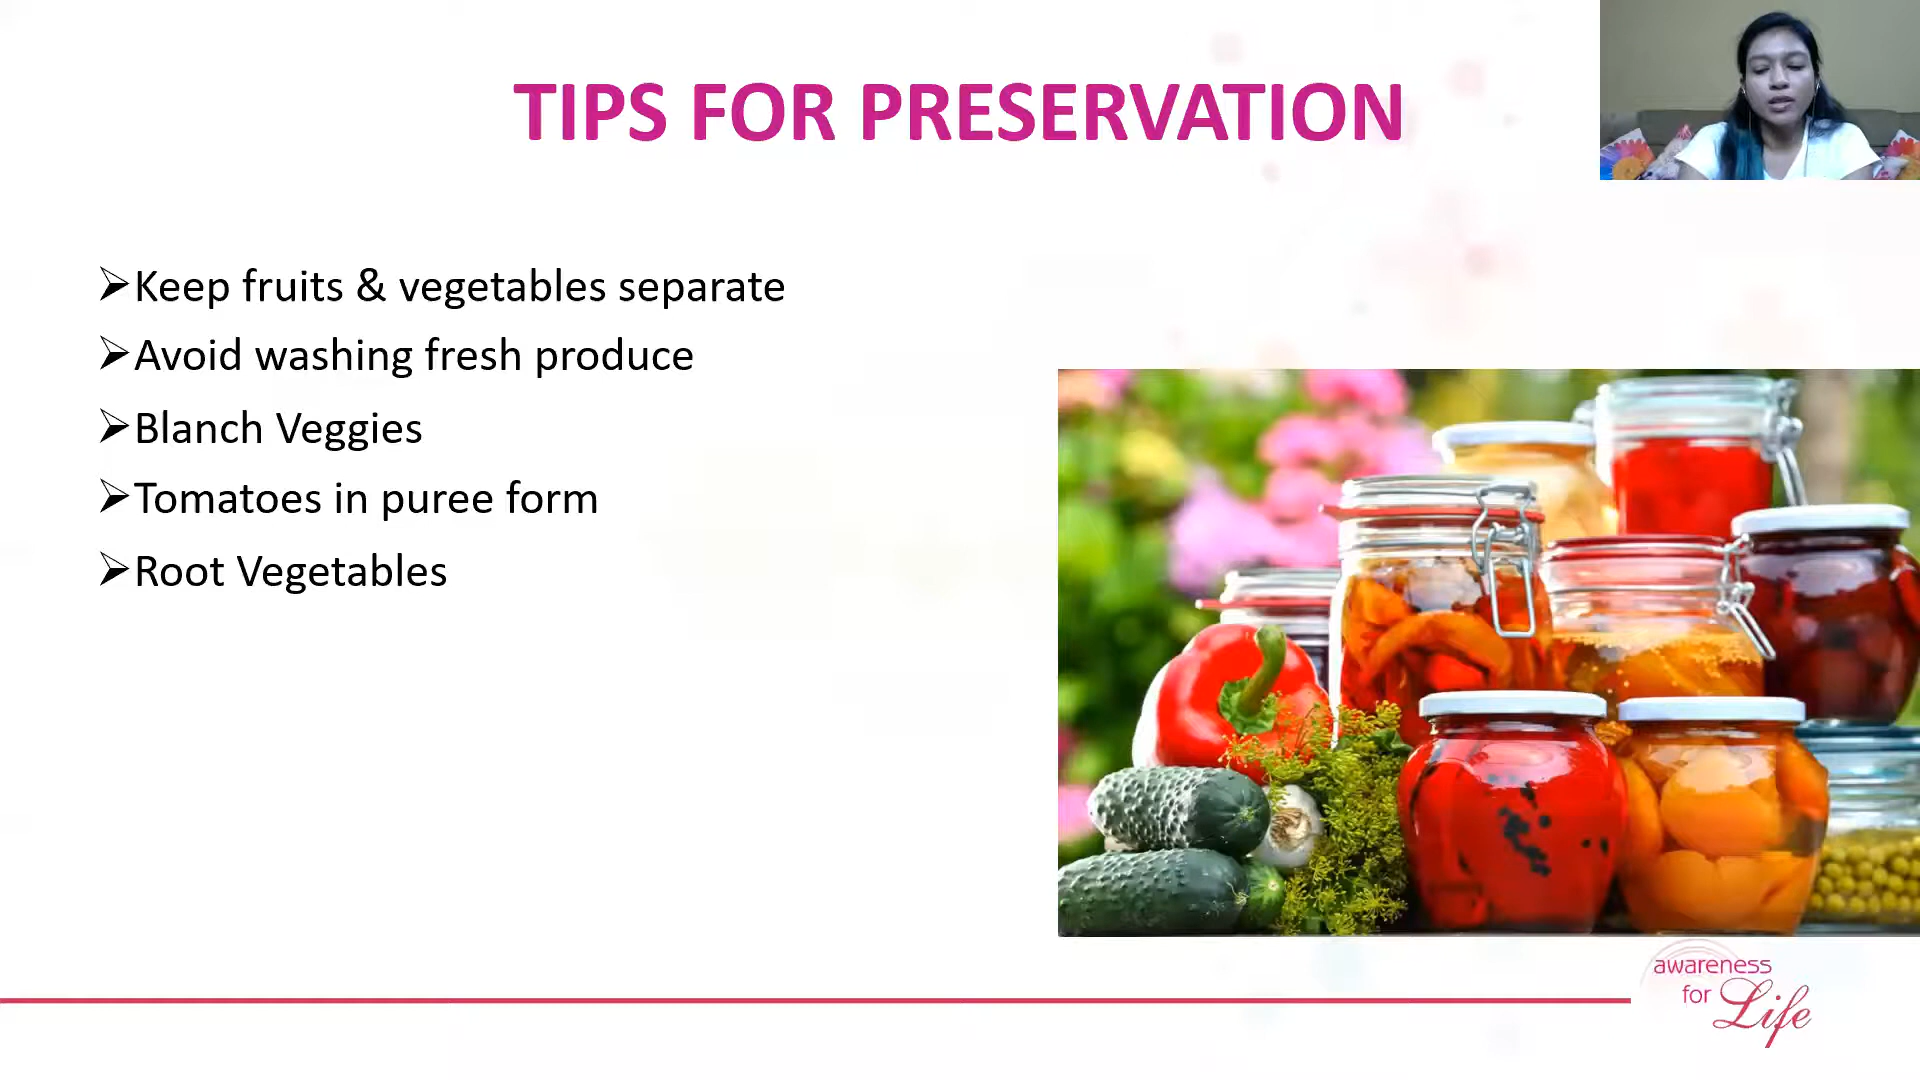 TIPS FOR PRESERVATION
➢Keep fruits & vegetables separate
➢Avoid washing fresh produce
➢Blanch Veggies
➢Tomatoes in puree form
➢Root Vegetables
awareness
for Life